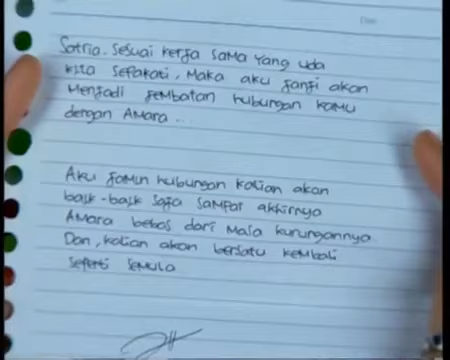 Satria. Sesuai kerja sama yang uda
kita sepakati, maka aku janji akan
menjadi jembatan hubungan kamu
dengan Amara..
Aku jamin hubungan kalian akan
baik-baik saja sampai akhirnya
Amara bebas dari masa kurungannya.
Dan, kalian akan bersatu kembali
seperti semula